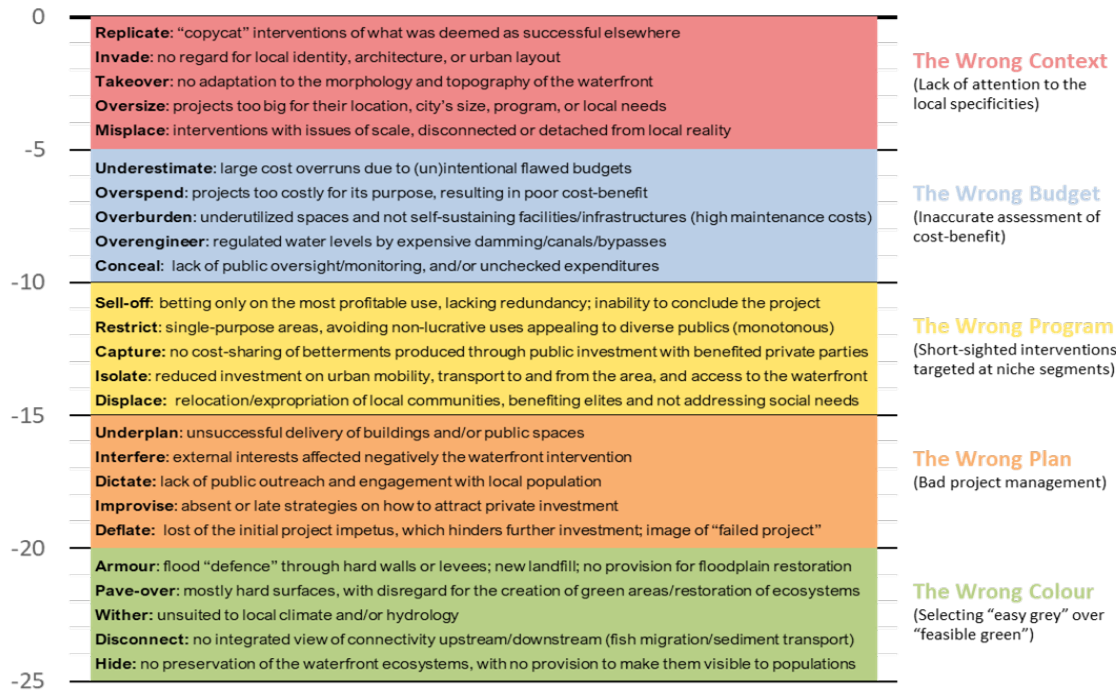 0
Replicate: “copycat” interventions of what was deemed as successful elsewhere
Invade: no regard for local identity, architecture, or urban layout
Takeover: no adaptation to the morphology and topography of the waterfront
Oversize: projects too big for their location, city’s size, program, or local needs
Misplace: interventions with issues of scale, disconnected or detached from local reality
The Wrong Context
(Lack of attention to the
local specificities)
-5
Underestimate: large cost overruns due to (un)intentional flawed budgets
Overspend: projects too costly for its purpose, resulting in poor cost-benefit
Overburden: underutilized spaces and not self-sustaining facilities/infrastructures (high maintenance costs)
Overengineer: regulated water levels by expensive damming/canals/bypasses
Conceal: lack of public oversight/monitoring, and/or unchecked expenditures
The Wrong Budget
(Inaccurate assessment of
cost-benefit)
-10
Sell-off: betting only on the most profitable use, lacking redundancy; inability to conclude the project
Restrict: single-purpose areas, avoiding non-lucrative uses appealing to diverse publics (monotonous)
Capture: no cost-sharing of betterments produced through public investment with benefited private parties
Isolate: reduced investment on urban mobility, transport to and from the area, and access to the waterfront
Displace: relocation/expropriation of local communities, benefiting elites and not addressing social needs
The Wrong Program
(Short-sighted interventions
targeted at niche segments)
-15
Underplan: unsuccessful delivery of buildings and/or public spaces
Interfere: external interests affected negatively the waterfront intervention
Dictate: lack of public outreach and engagement with local population
Improvise: absent or late strategies on how to attract private investment
Deflate: lost of the initial project impetus, which hinders further investment; image of “failed project”
The Wrong Plan
(Bad project management)
-20
Armour: flood “defence” through hard walls or levees; new landfill; no provision for floodplain restoration
Pave-over: mostly hard surfaces, with disregard for the creation of green areas/restoration of ecosystems
Wither: unsuited to local climate and/or hydrology
Disconnect: no integrated view of connectivity upstream/downstream (fish migration/sediment transport)
Hide: no preservation of the waterfront ecosystems, with no provision to make them visible to populations
The Wrong Colour
(Selecting “easy grey” over
“feasible green”)
-25